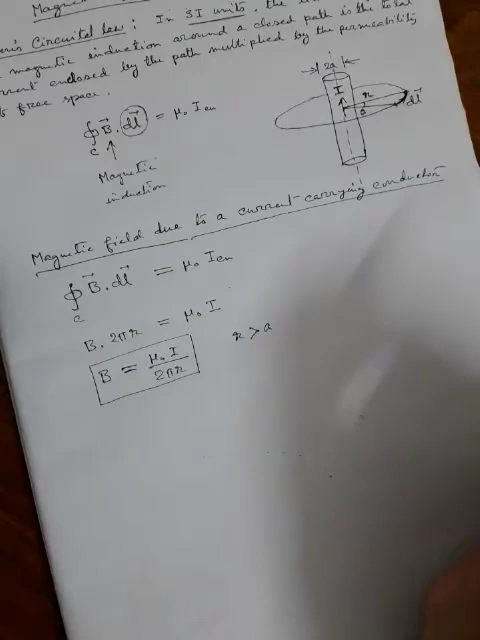 Magne
Circuital Law: In SI units, the
magnetic induction around a closed path is the total
current enclosed by the path multiplied by the permeability
of free space.
∮c B⃗ . dl⃗ = μ₀ Ien
Magnetic
induction
2a
I
r
dl⃗
Magnetic field due to a current carrying conductor
∮c B⃗ . dl⃗ = μ₀ Ien
B. 2πr = μ₀ I
B = μ₀ I / 2πr   r > a